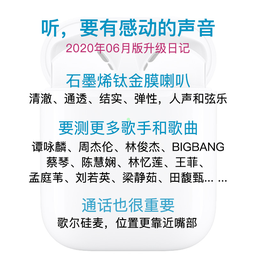 听，要有感动的声音
2020年06月版升级日记
石墨烯钛金膜喇叭
清澈、通透、结实、弹性，人声和弦乐
要测更多歌手和歌曲
谭咏麟、周杰伦、林俊杰、BIGBANG
蔡琴、陈慧娴、林忆莲、王菲、
孟庭苇、刘若英、梁静茹、田馥甄... ...
通话也很重要
歌尔硅麦，位置更靠近嘴部